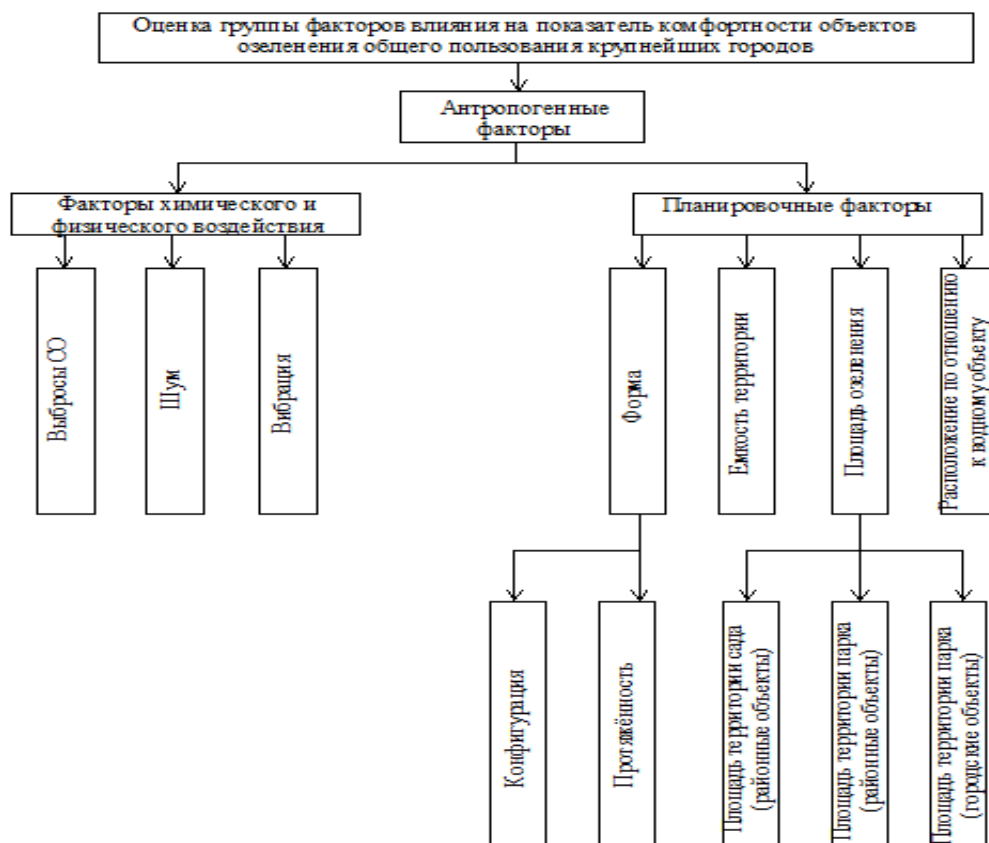 Оценка группы факторов влияния на показатель комфортности объектов
озеленения общего пользования крупнейших городов
Антропогенные
факторы
Факторы химического и
физического воздействия
Планировочные факторы
Выбросы СО
Шум
Вибрация
Форма
Емкость территории
Площадь озеленения
Расположение по отношению
к водному объекту
Конфигурация
Протяжённость
Площадь территории сада
(районные объекты)
Площадь территории парка
(районные объекты)
Площадь территории парка
(городские объекты)